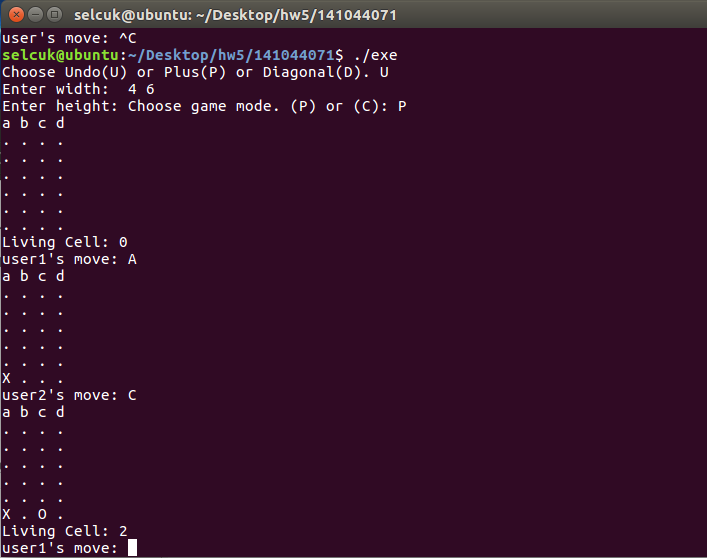 selcuk@ubuntu: ~/Desktop/hw5/141044071
user's move: ^C
selcuk@ubuntu:~/Desktop/hw5/141044071$ ./exe
Choose Undo(U) or Plus(P) or Diagonal(D). U
Enter width:  4 6
Enter height: Choose game mode. (P) or (C): P
a b c d
. . . .
. . . .
. . . .
. . . .
. . . .
. . . .
Living Cell: 0
user1's move: A
a b c d
. . . .
. . . .
. . . .
. . . .
. . . .
X . . .
user2's move: C
a b c d
. . . .
. . . .
. . . .
. . . .
. . . .
X . O .
Living Cell: 2
user1's move: